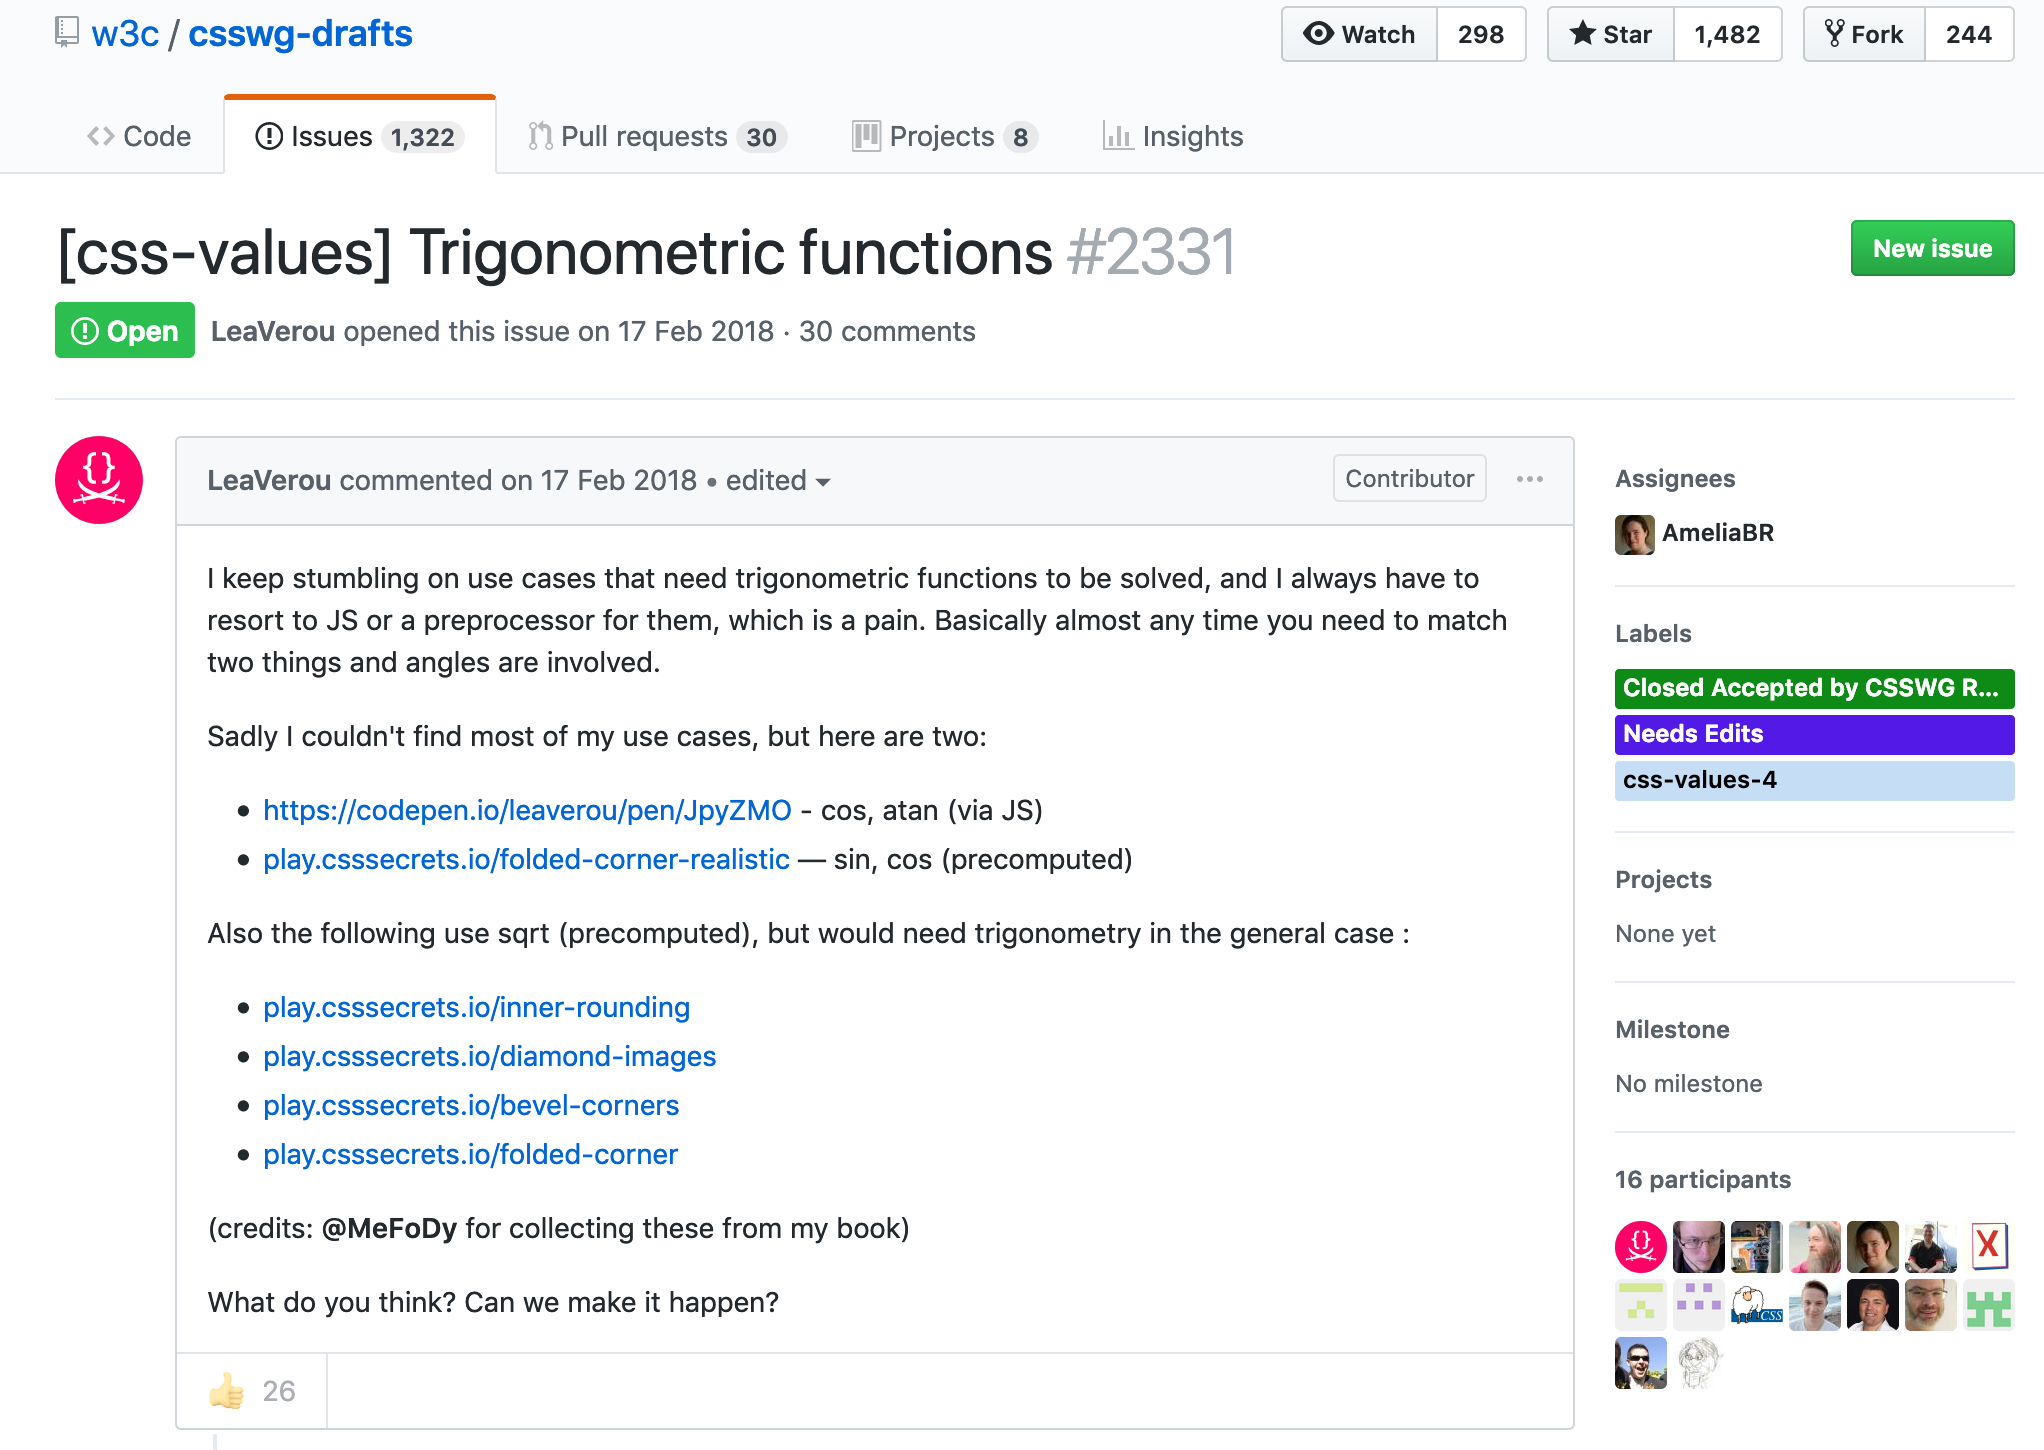 w3c / csswg-drafts
Watch 298
Star 1,482
Fork 244
Code
Issues 1,322
Pull requests 30
Projects 8
Insights
[css-values] Trigonometric functions #2331
New issue
Open
LeaVerou opened this issue on 17 Feb 2018 · 30 comments
LeaVerou commented on 17 Feb 2018 • edited
Contributor
I keep stumbling on use cases that need trigonometric functions to be solved, and I always have to
resort to JS or a preprocessor for them, which is a pain. Basically almost any time you need to match
two things and angles are involved.
Sadly I couldn't find most of my use cases, but here are two:
• https://codepen.io/leaverou/pen/JpyZMO - cos, atan (via JS)
• play.csssecrets.io/folded-corner-realistic — sin, cos (precomputed)
Also the following use sqrt (precomputed), but would need trigonometry in the general case :
• play.csssecrets.io/inner-rounding
• play.csssecrets.io/diamond-images
• play.csssecrets.io/bevel-corners
• play.csssecrets.io/folded-corner
(credits: @MeFoDy for collecting these from my book)
What do you think? Can we make it happen?
26
Assignees
AmeliaBR
Labels
Closed Accepted by CSSWG R...
Needs Edits
css-values-4
Projects
None yet
Milestone
No milestone
16 participants
X
CSS